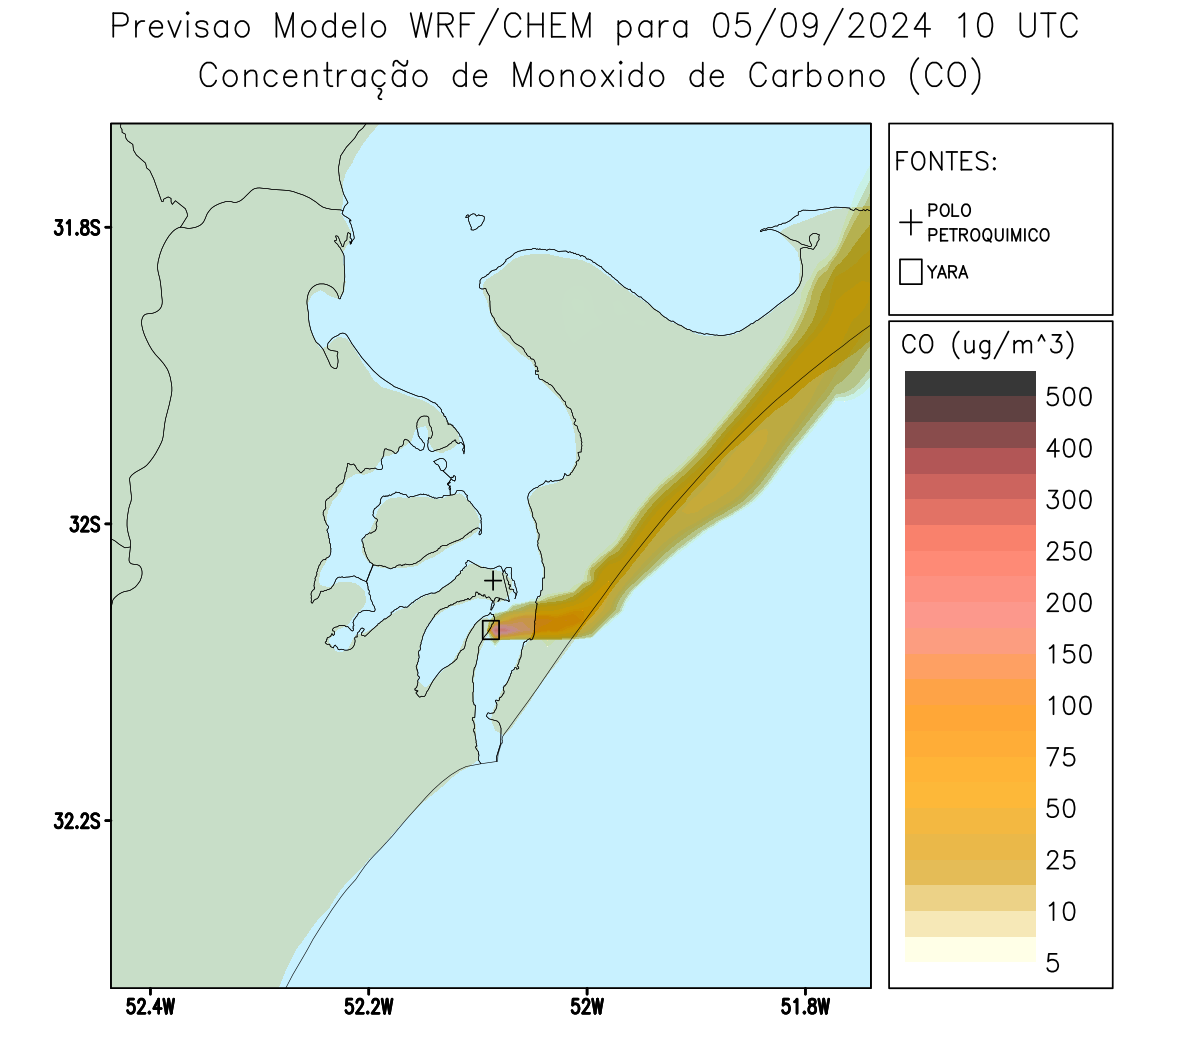 Previsao Modelo WRF/CHEM para 05/09/2024 10 UTC
Concentração de Monoxido de Carbono (CO)
FONTES:
POLO
PETROQUIMICO
YARA
CO (ug/m^3)
500
400
300
250
200
150
100
75
50
25
10
5
31.8S
32S
32.2S
52.4W
52.2W
52W
51.8W